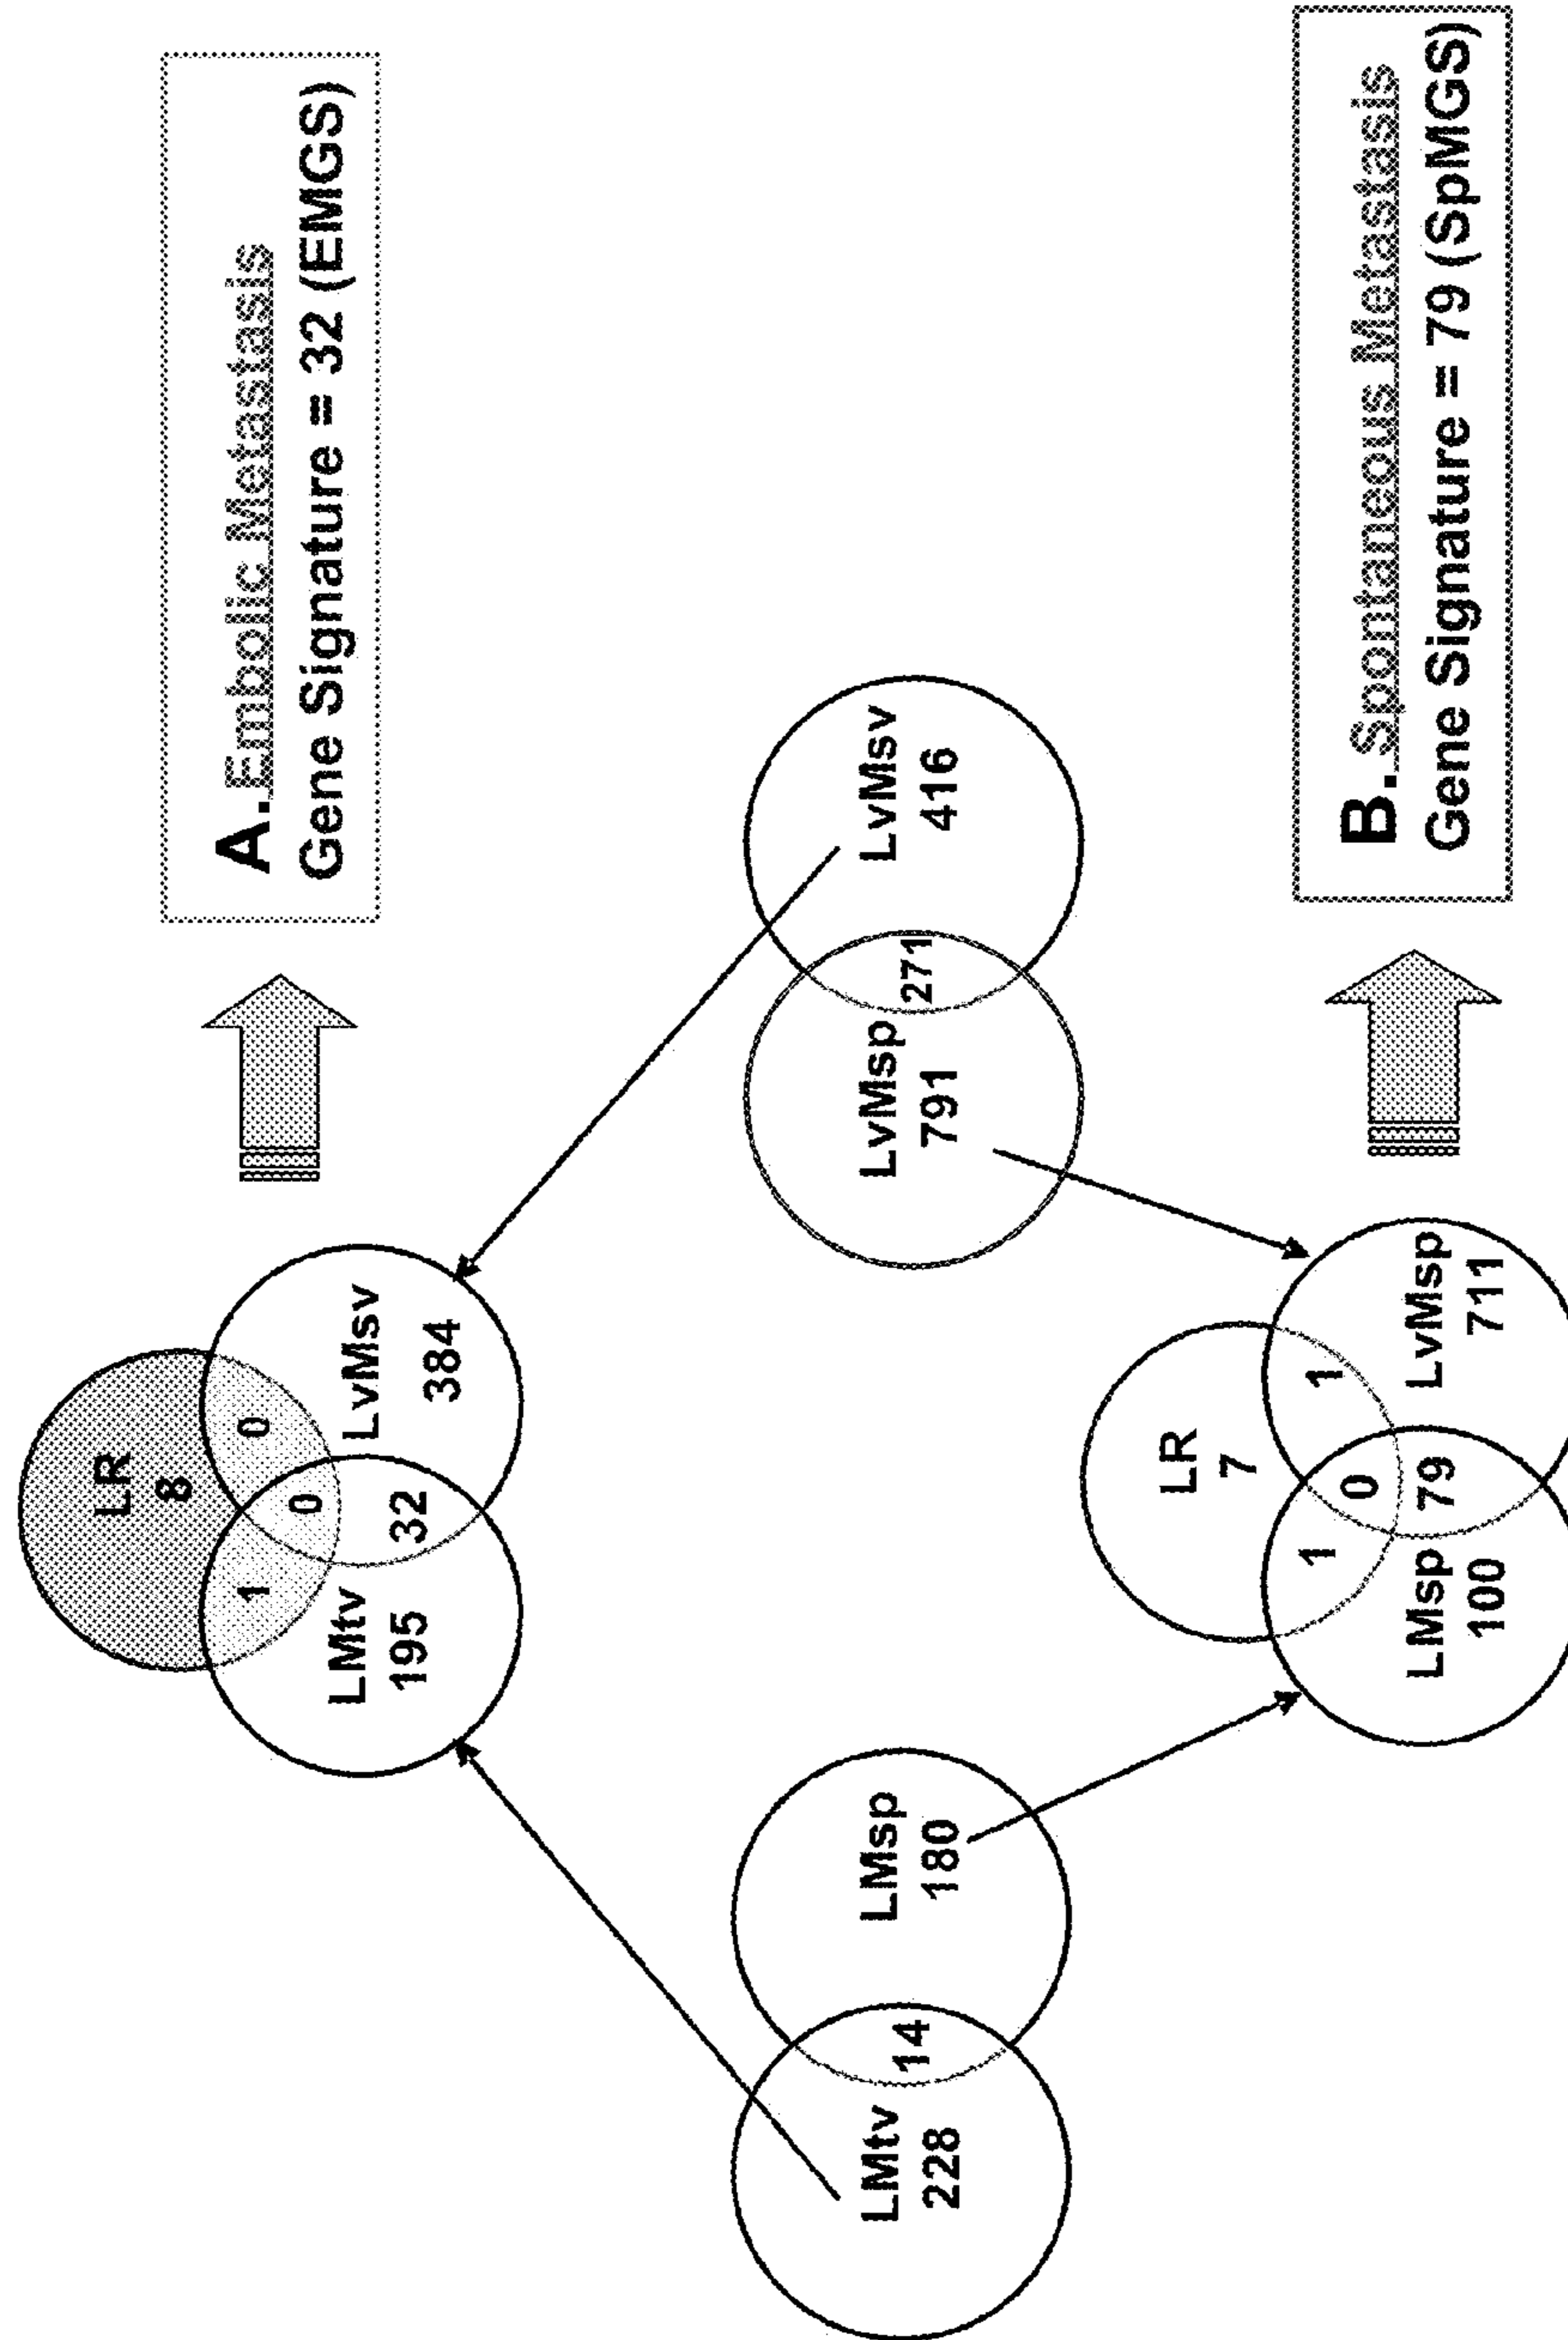 LR
8
1
0
0
LMtv
195
32
LvMsv
384
A. Embolic Metastasis
Gene Signature = 32 (EMGS)
LMtv
228
14
LMsp
180
LvMsp
791
271
LvMsv
416
LR
7
1
0
1
LMsp
100
79
LvMsp
711
B. Spontaneous Metastasis
Gene Signature = 79 (SpMGS)